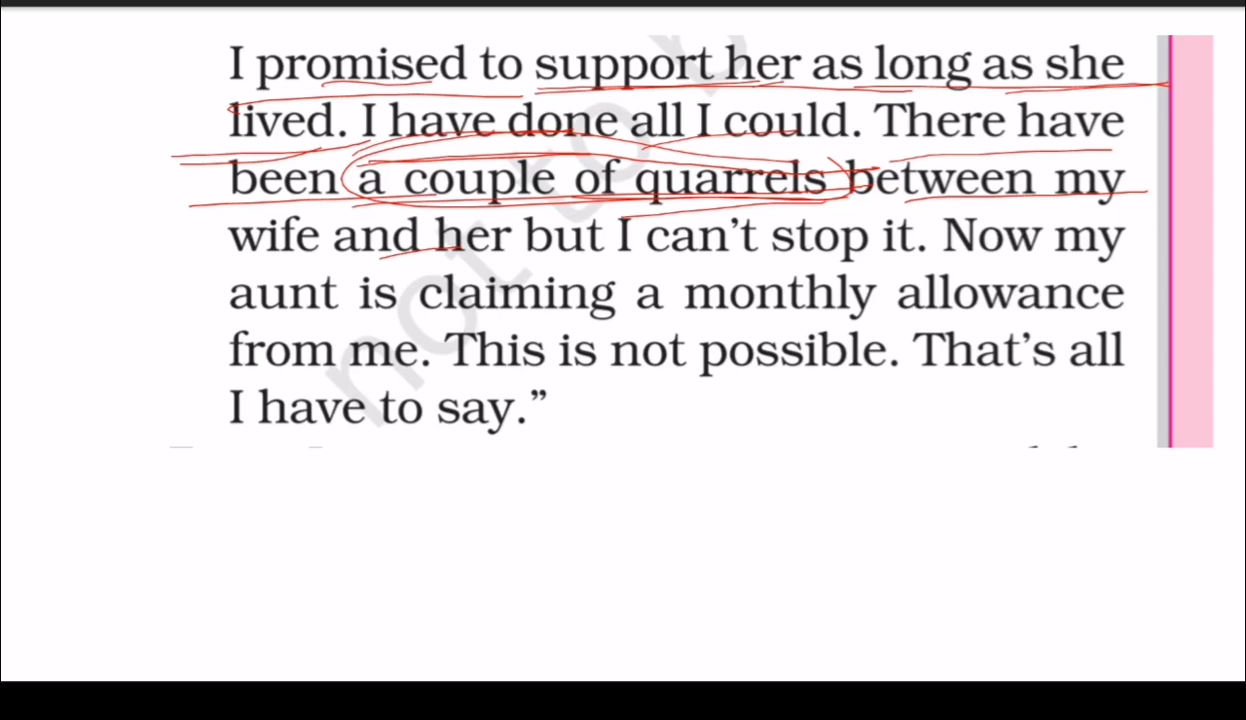 I promised to support her as long as she
lived. I have done all I could. There have
been a couple of quarrels between my
wife and her but I can’t stop it. Now my
aunt is claiming a monthly allowance
from me. This is not possible. That’s all
I have to say.”
not to b